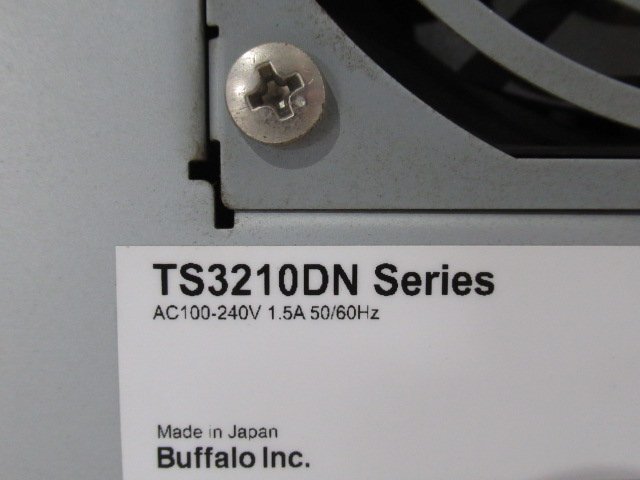 TS3210DN Series
AC100-240V 1.5A 50/60Hz
Made in Japan
Buffalo Inc.